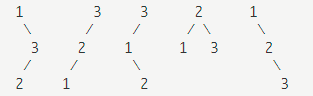 1 3 3 2 1
\ / / / \ \
3 2 1 1 3 2
/ / \ \
2 1 2 3